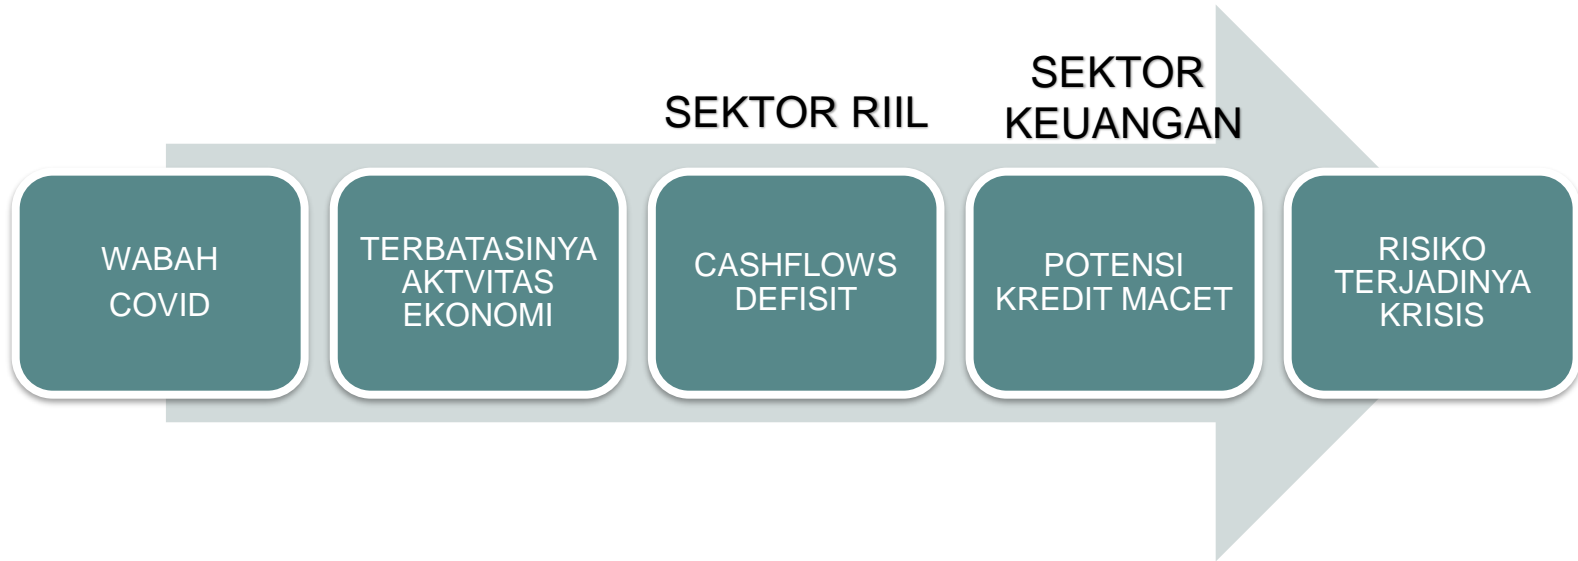 SEKTOR RIIL
SEKTOR
KEUANGAN
WABAH
COVID
TERBATASINYA
AKTVITAS
EKONOMI
CASHFLOWS
DEFISIT
POTENSI
KREDIT MACET
RISIKO
TERJADINYA
KRISIS